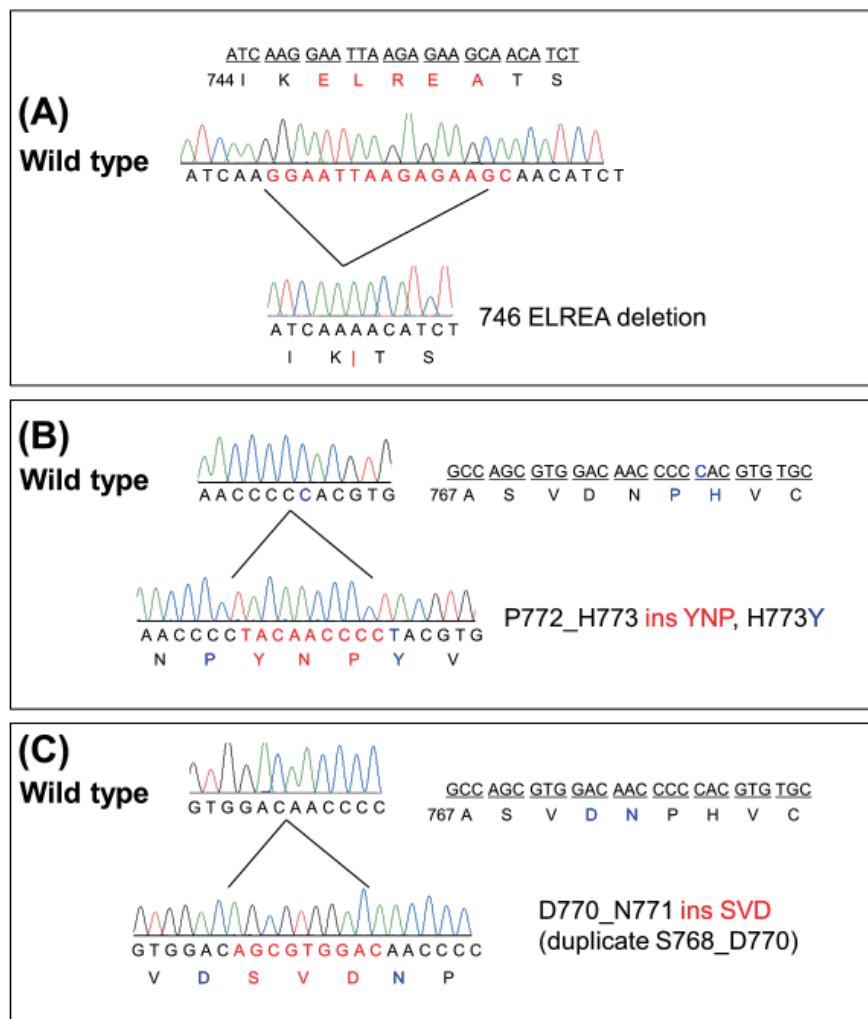 ATC AAG GAA TTA AGA GAA GCA ACA TCT
744 I K E L R E A T S
(A)
Wild type
ATCAAGGAATTAAGAGAAGCAACATCT
ATCAAAACATCT
746 ELREA deletion
I K | T S
(B)
Wild type
GCC AGC GTG GAC AAC CCC CAC GTG TGC
AACCCCCACGTG
767 A S V D N P H V C
P772_H773 ins YNP, H773Y
AACCCCTACAACCCCTACGTG
N P Y N P Y V
(C)
Wild type
GCC AGC GTG GAC AAC CCC CAC GTG TGC
GTGGACAACCCC
767 A S V D N P H V C
D770_N771 ins SVD
(duplicate S768_D770)
GTGGACAGCGTGGACAACCCC
V D S V D N P